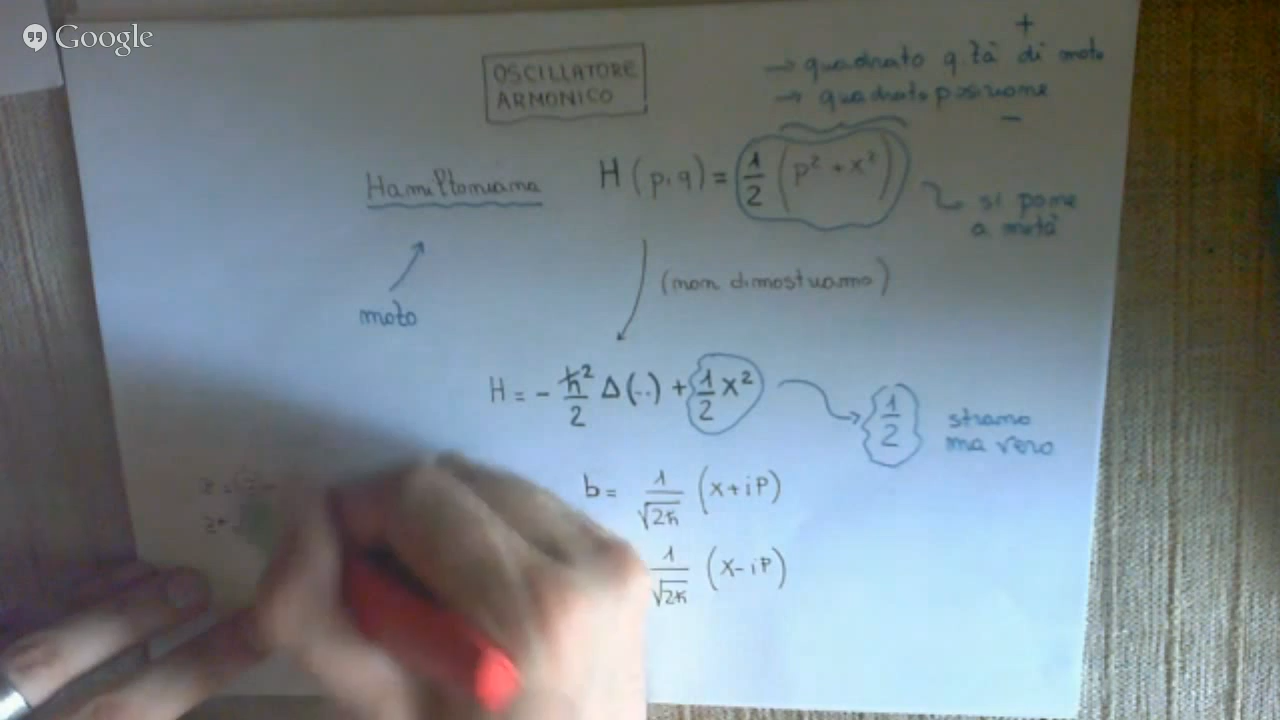 Google
OSCILLATORE
ARMONICO
+
→ quadrato q.tà di moto
→ quadrato posizione
−
Hamiltoniana
H(p,q) = 1/2 (p² + x²)
si pone
a metà
moto
(non dimostriamo)
H = - ℏ²/2 Δ(..) + 1/2 x²
1/2
strano
ma vero
b = 1/√2ℏ (x+iP)
1/√2ℏ (x-iP)